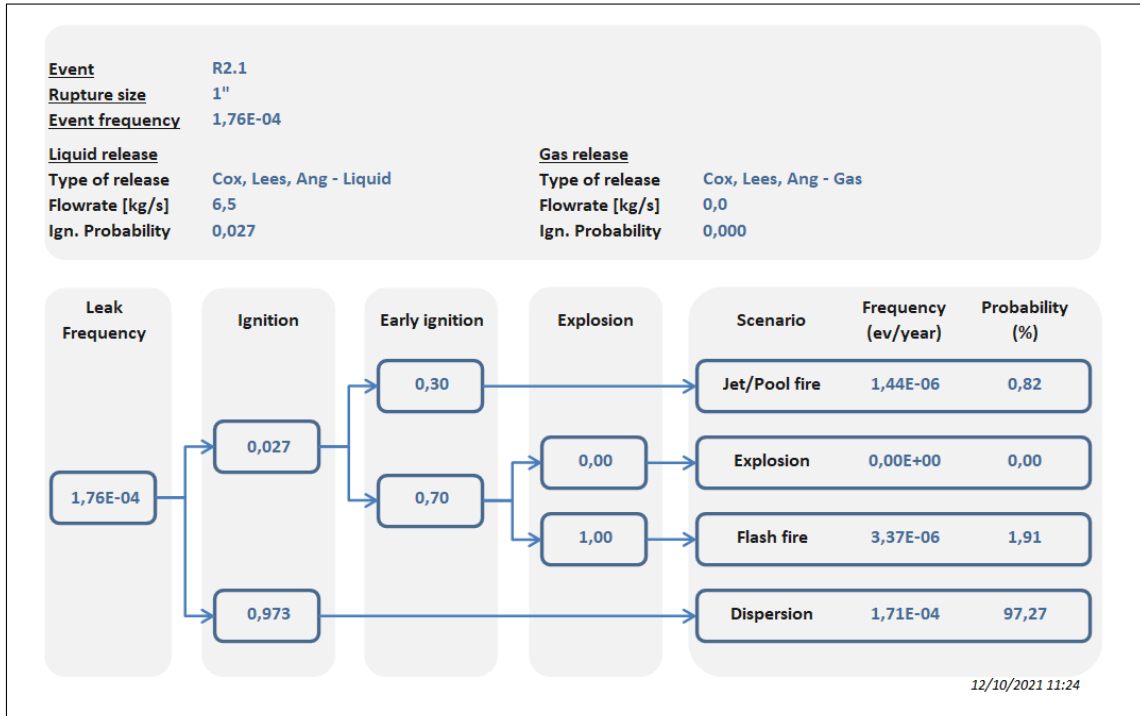 Event R2.1
Rupture size 1"
Event frequency 1,76E-04
Liquid release Gas release
Type of release Cox, Lees, Ang - Liquid Type of release Cox, Lees, Ang - Gas
Flowrate [kg/s] 6,5 Flowrate [kg/s] 0,0
Ign. Probability 0,027 Ign. Probability 0,000
Leak Frequency Ignition Early ignition Explosion Scenario Frequency (ev/year) Probability (%)
0,30 Jet/Pool fire 1,44E-06 0,82
0,027
0,00 Explosion 0,00E+00 0,00
1,76E-04 0,70
1,00 Flash fire 3,37E-06 1,91
0,973 Dispersion 1,71E-04 97,27
12/10/2021 11:24